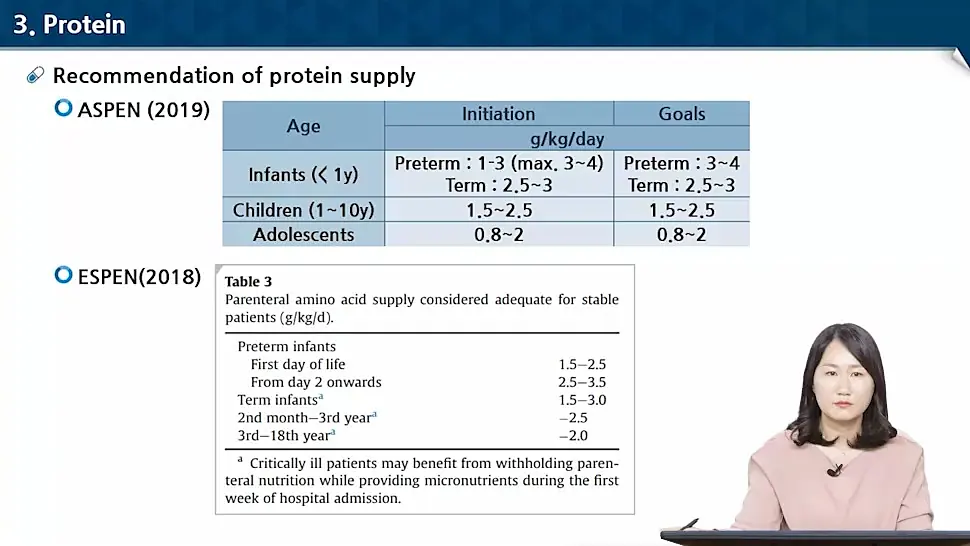 3. Protein
Recommendation of protein supply
ASPEN (2019)
Age
Initiation
Goals
g/kg/day
Infants (< 1y)
Preterm : 1-3 (max. 3~4)
Term : 2.5~3
Preterm : 3~4
Term : 2.5~3
Children (1~10y)
1.5~2.5
1.5~2.5
Adolescents
0.8~2
0.8~2
ESPEN(2018)
Table 3
Parenteral amino acid supply considered adequate for stable
patients (g/kg/d).
Preterm infants
First day of life 1.5–2.5
From day 2 onwards 2.5–3.5
Term infantsᵃ 1.5–3.0
2nd month–3rd yearᵃ –2.5
3rd–18th yearᵃ –2.0
ᵃ Critically ill patients may benefit from withholding paren-
teral nutrition while providing micronutrients during the first
week of hospital admission.